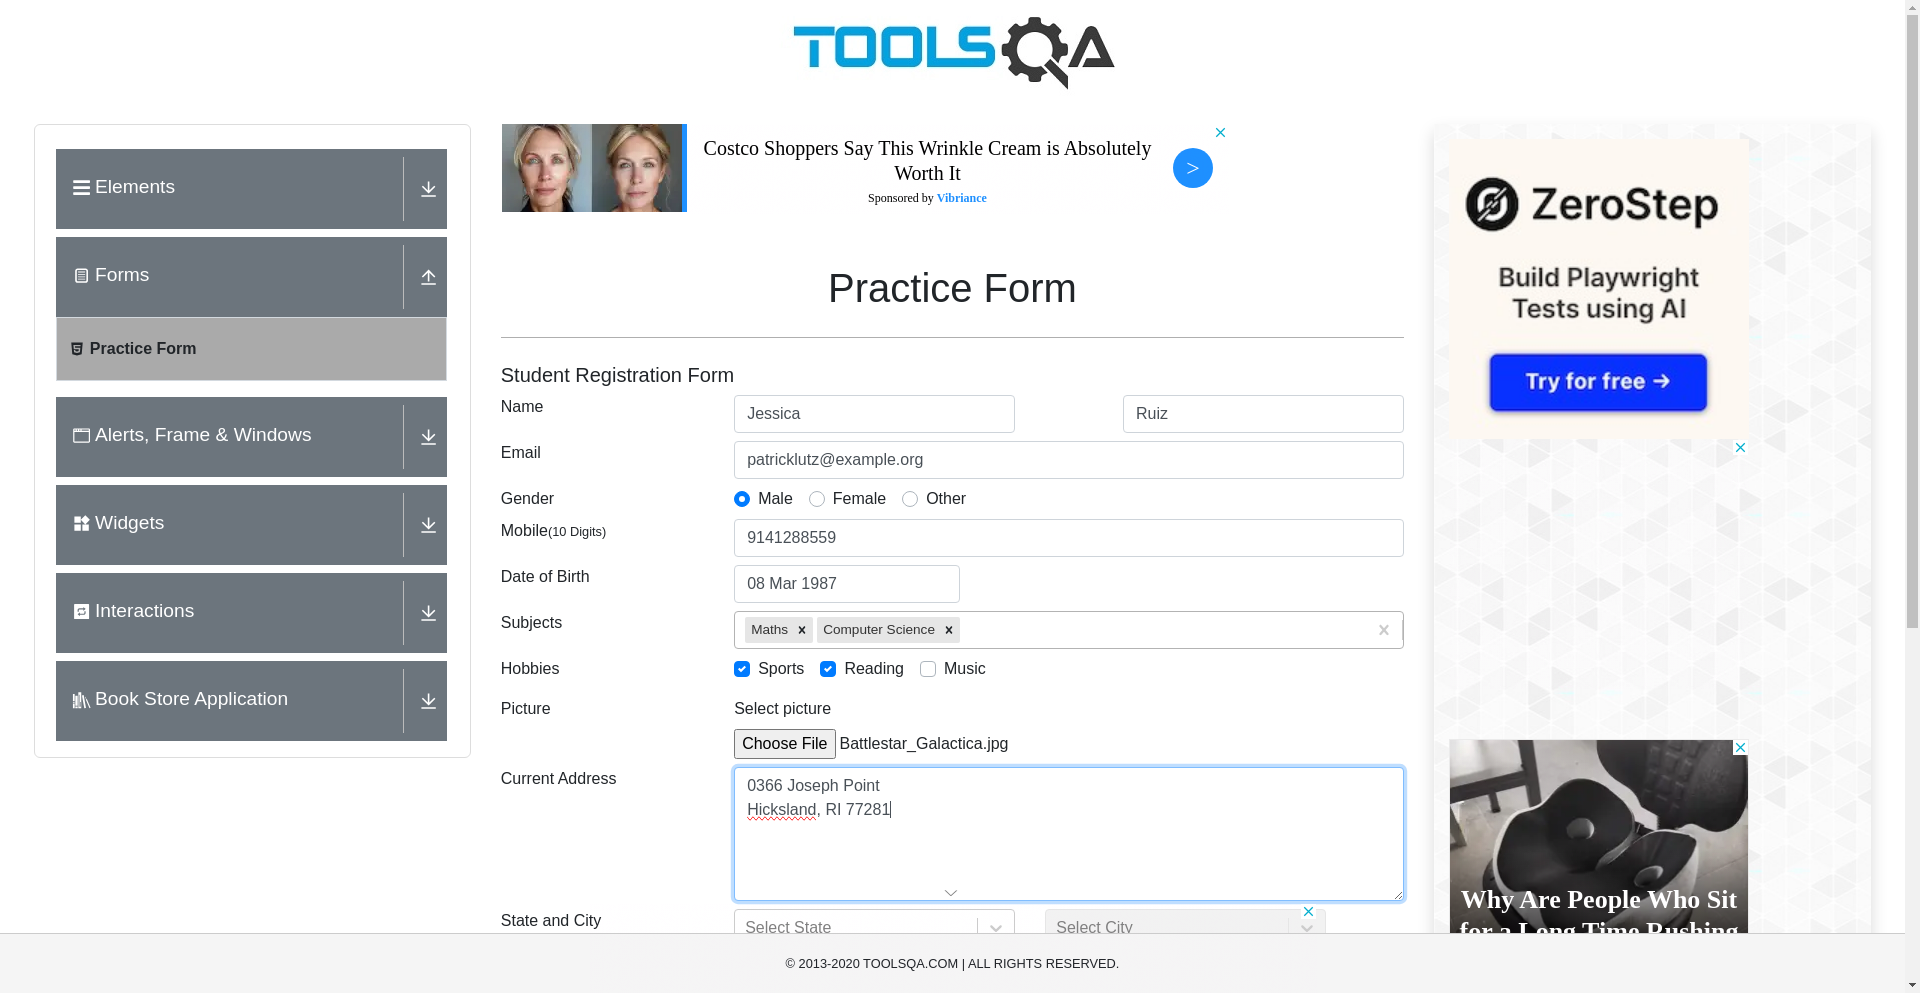 TOOLSQA
Elements
Forms
Practice Form
Alerts, Frame & Windows
Widgets
Interactions
Book Store Application
Costco Shoppers Say This Wrinkle Cream is Absolutely
Worth It
Sponsored by Vibriance
>
Practice Form
Student Registration Form
Name
Jessica
Ruiz
Email
patricklutz@example.org
Gender
Male
Female
Other
Mobile(10 Digits)
9141288559
Date of Birth
08 Mar 1987
Subjects
Maths
Computer Science
Hobbies
Sports
Reading
Music
Picture
Select picture
Choose File Battlestar_Galactica.jpg
Current Address
0366 Joseph Point
Hicksland, RI 77281
State and City
Select State
Select City
ZeroStep
Build Playwright
Tests using AI
Try for free →
Why Are People Who Sit
for a Long Time Rushing
© 2013-2020 TOOLSQA.COM | ALL RIGHTS RESERVED.